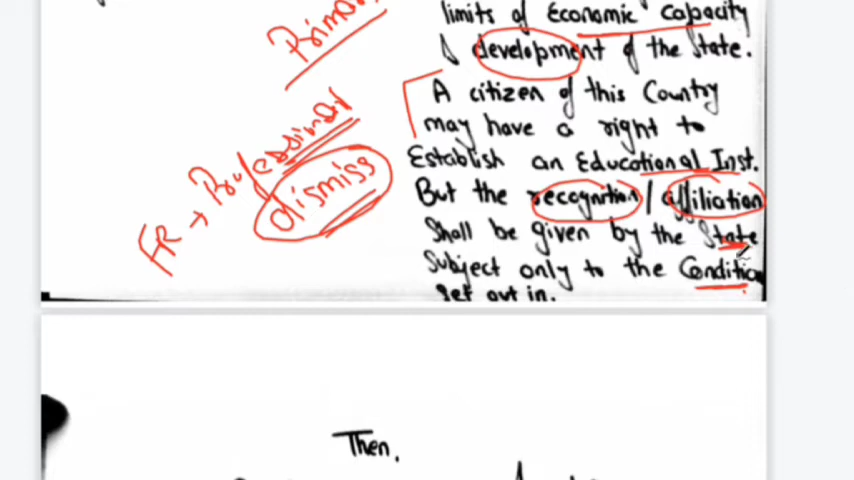 limits of Economic Capacity
& development of the State.
A citizen of this Country
may have a right to
Establish an Educational Inst.
But the recognition / affiliation
Shall be given by the State
Subject only to the Condition
set out in.
Primary
FR → Professional
dismiss
Then.